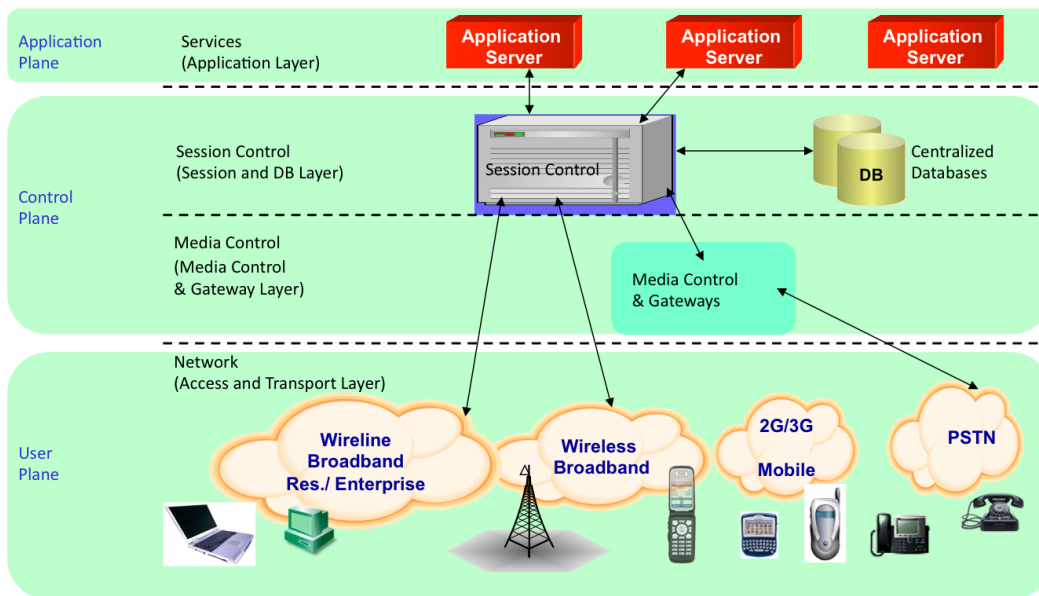 Application
Plane
Services
(Application Layer)
Application
Server
Application
Server
Application
Server
Control
Plane
Session Control
(Session and DB Layer)
Session Control
DB
Centralized
Databases
Media Control
(Media Control
& Gateway Layer)
Media Control
& Gateways
User
Plane
Network
(Access and Transport Layer)
Wireline
Broadband
Res./ Enterprise
Wireless
Broadband
2G/3G
Mobile
PSTN